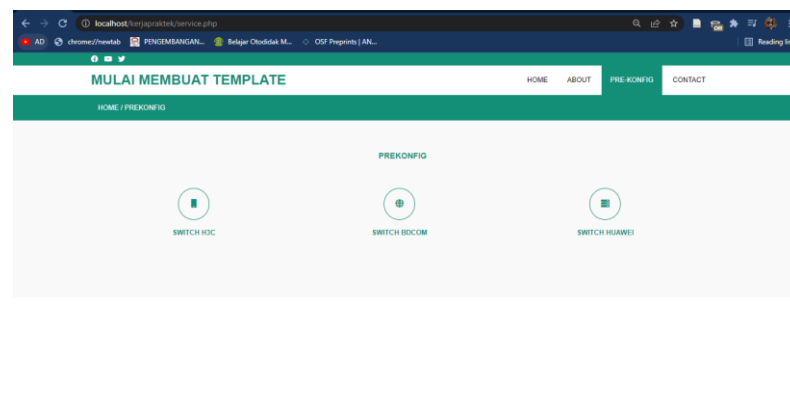 localhost/kerjapraktek/service.php
AD chrome://newtab PENGEMBANGAN... Belajar Otodidak M... OSF Preprints | AN... Reading lis
MULAI MEMBUAT TEMPLATE
HOME ABOUT PRE-KONFIG CONTACT
HOME / PREKONFIG
PREKONFIG
SWITCH H3C SWITCH BDCOM SWITCH HUAWEI